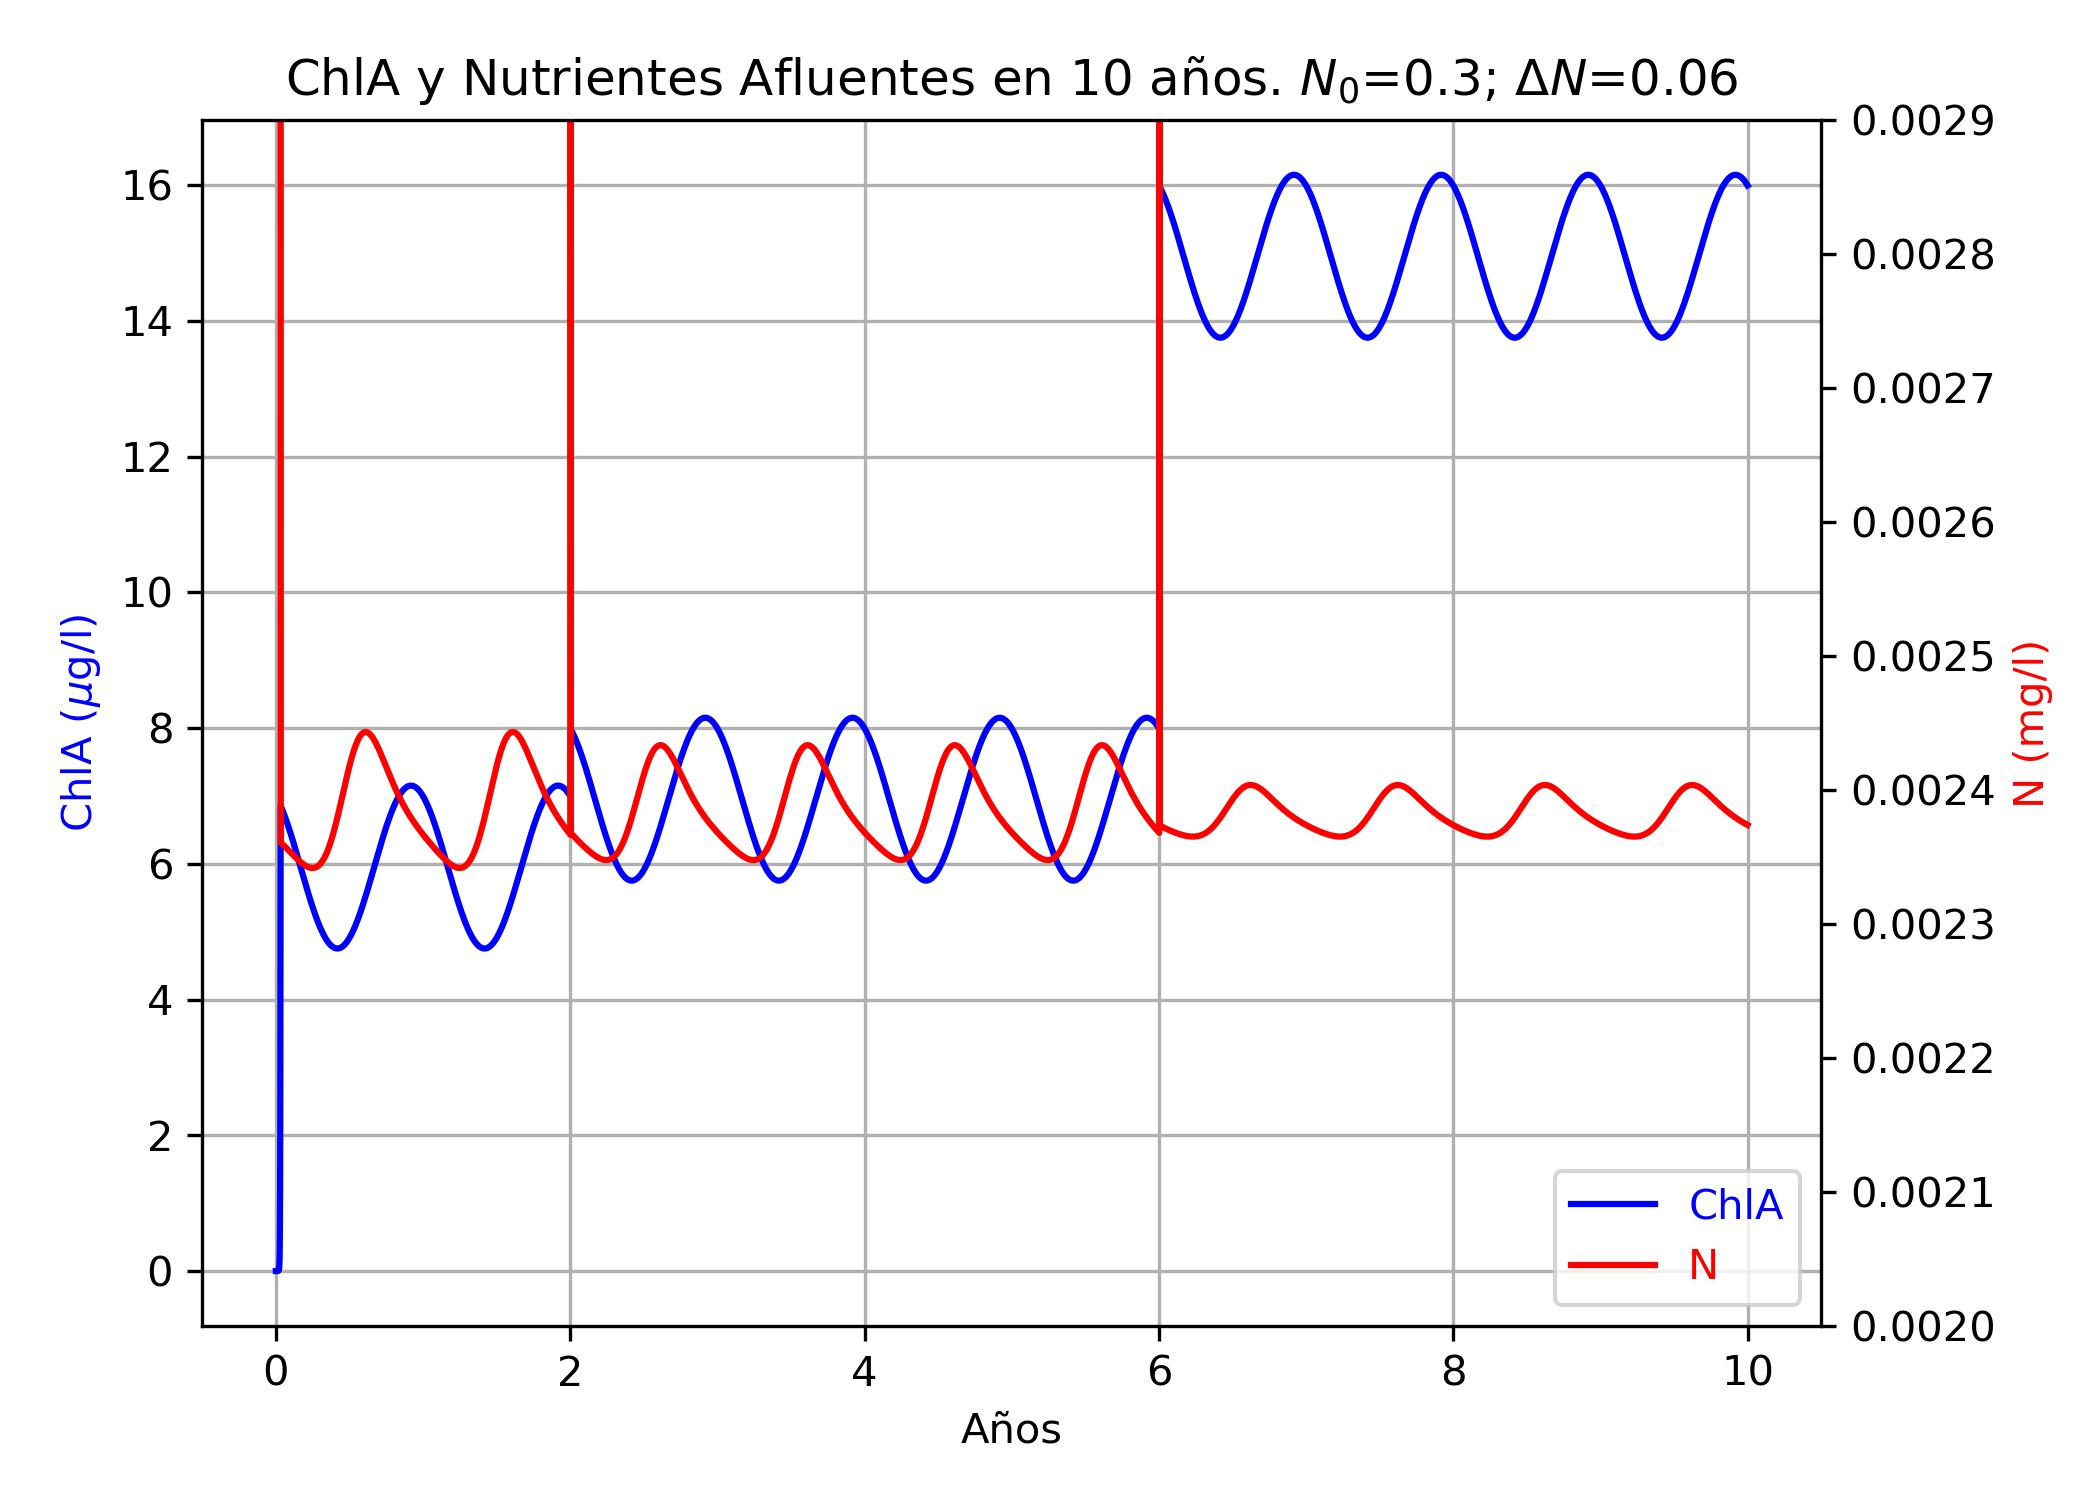 ChlA y Nutrientes Afluentes en 10 años. N₀=0.3; ΔN=0.06
16
14
12
10
8
6
4
2
0
ChlA (μg/l)
0.0029
0.0028
0.0027
0.0026
0.0025
0.0024
0.0023
0.0022
0.0021
0.0020
N (mg/l)
ChlA
N
0 2 4 6 8 10
Años